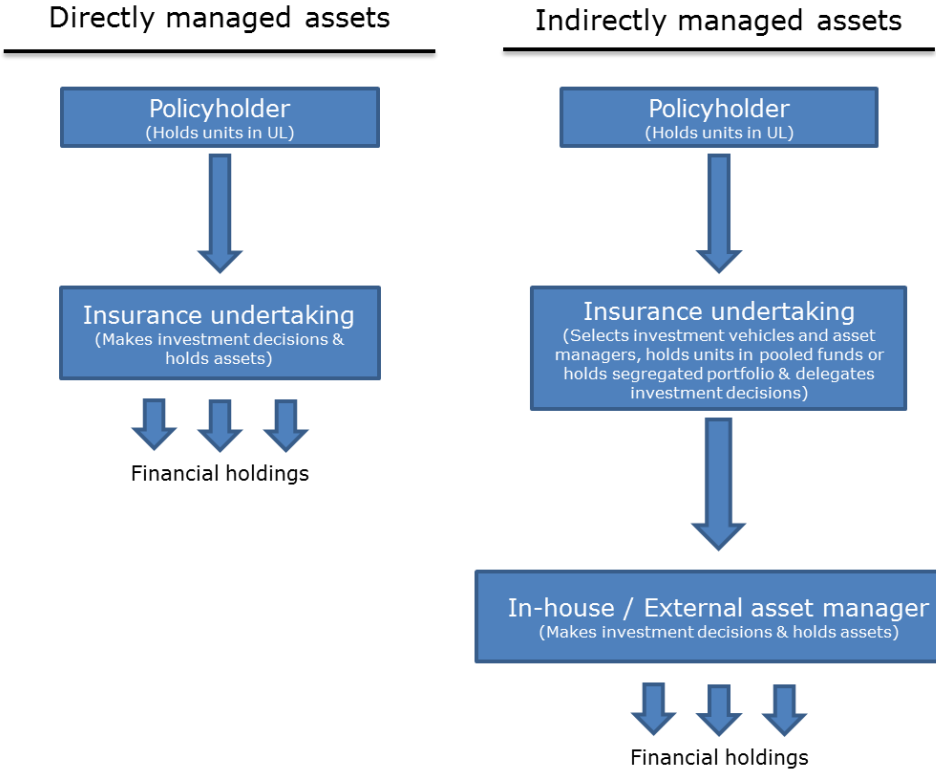 Directly managed assets
Policyholder
(Holds units in UL)
Insurance undertaking
(Makes investment decisions &
holds assets)
Financial holdings
Indirectly managed assets
Policyholder
(Holds units in UL)
Insurance undertaking
(Selects investment vehicles and asset
managers, holds units in pooled funds or
holds segregated portfolio & delegates
investment decisions)
In-house / External asset manager
(Makes investment decisions & holds assets)
Financial holdings